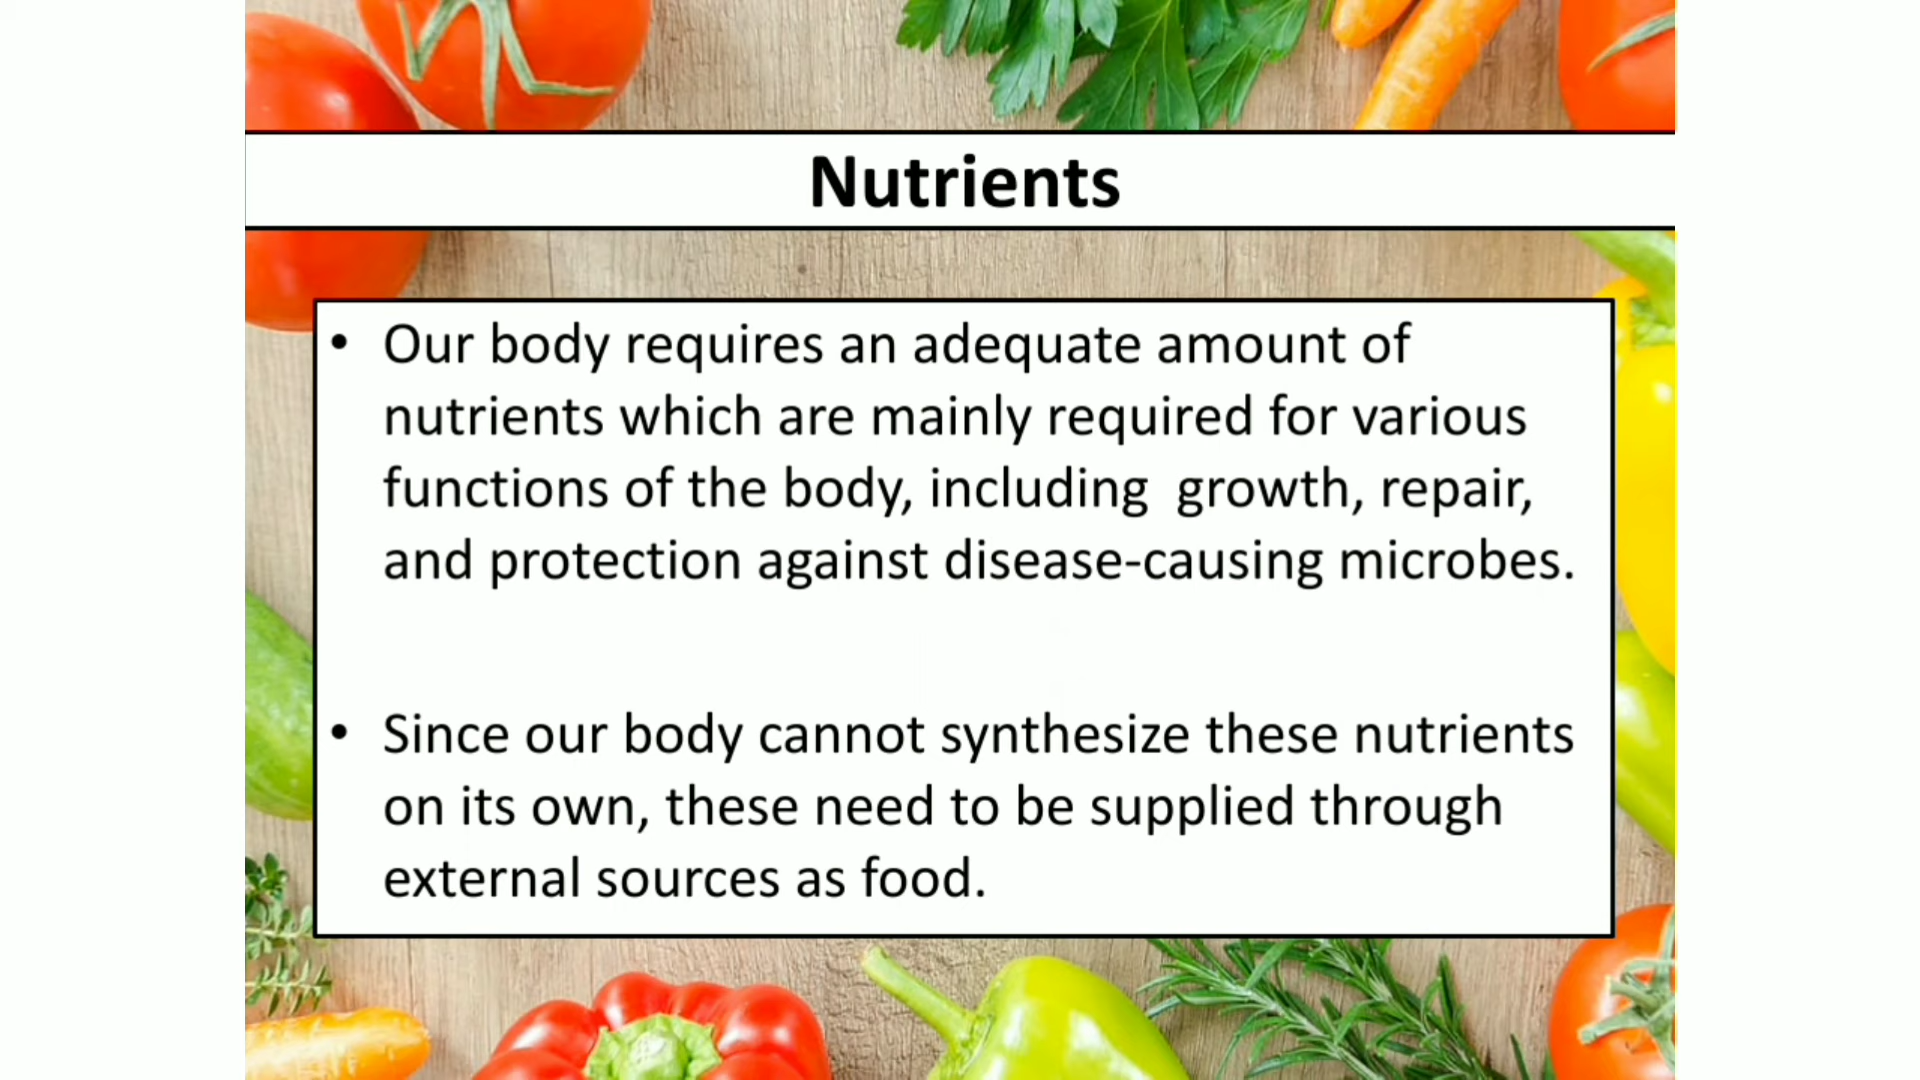 Nutrients
• Our body requires an adequate amount of
nutrients which are mainly required for various
functions of the body, including  growth, repair,
and protection against disease-causing microbes.
• Since our body cannot synthesize these nutrients
on its own, these need to be supplied through
external sources as food.